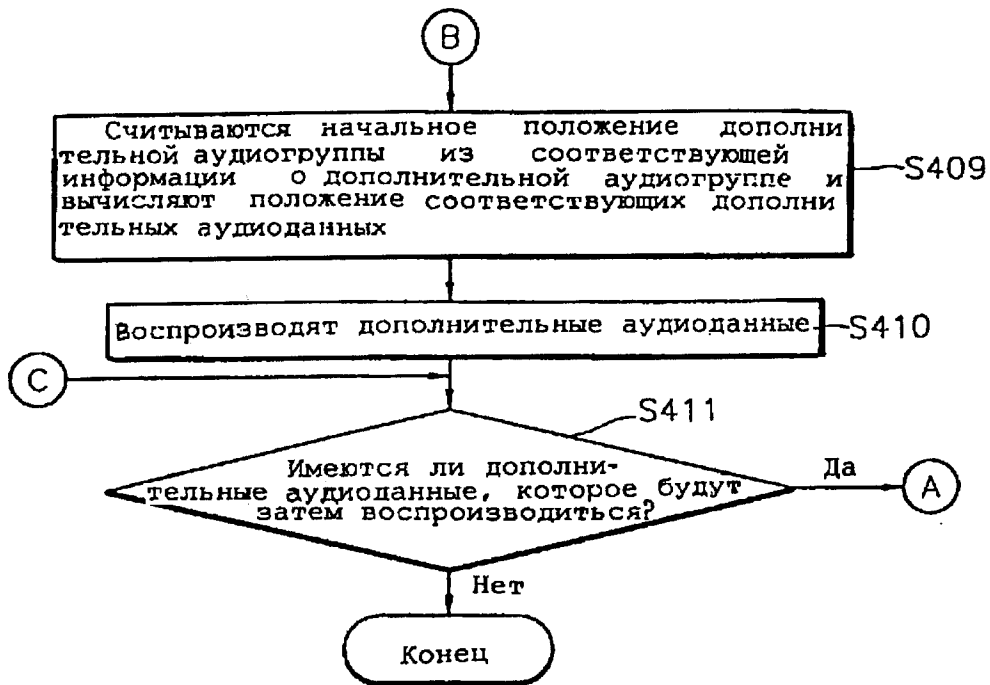 B
Считываются начальное положение дополни
тельной аудиогруппы из соответствующей
информации о дополнительной аудиогруппе и
вычисляют положение соответствующих дополни
тельных аудиоданных
S409
Воспроизводят дополнительные аудиоданные
S410
C
S411
Имеются ли дополни-
тельные аудиоданные, которое будут
затем воспроизводиться?
Да
A
Нет
Конец